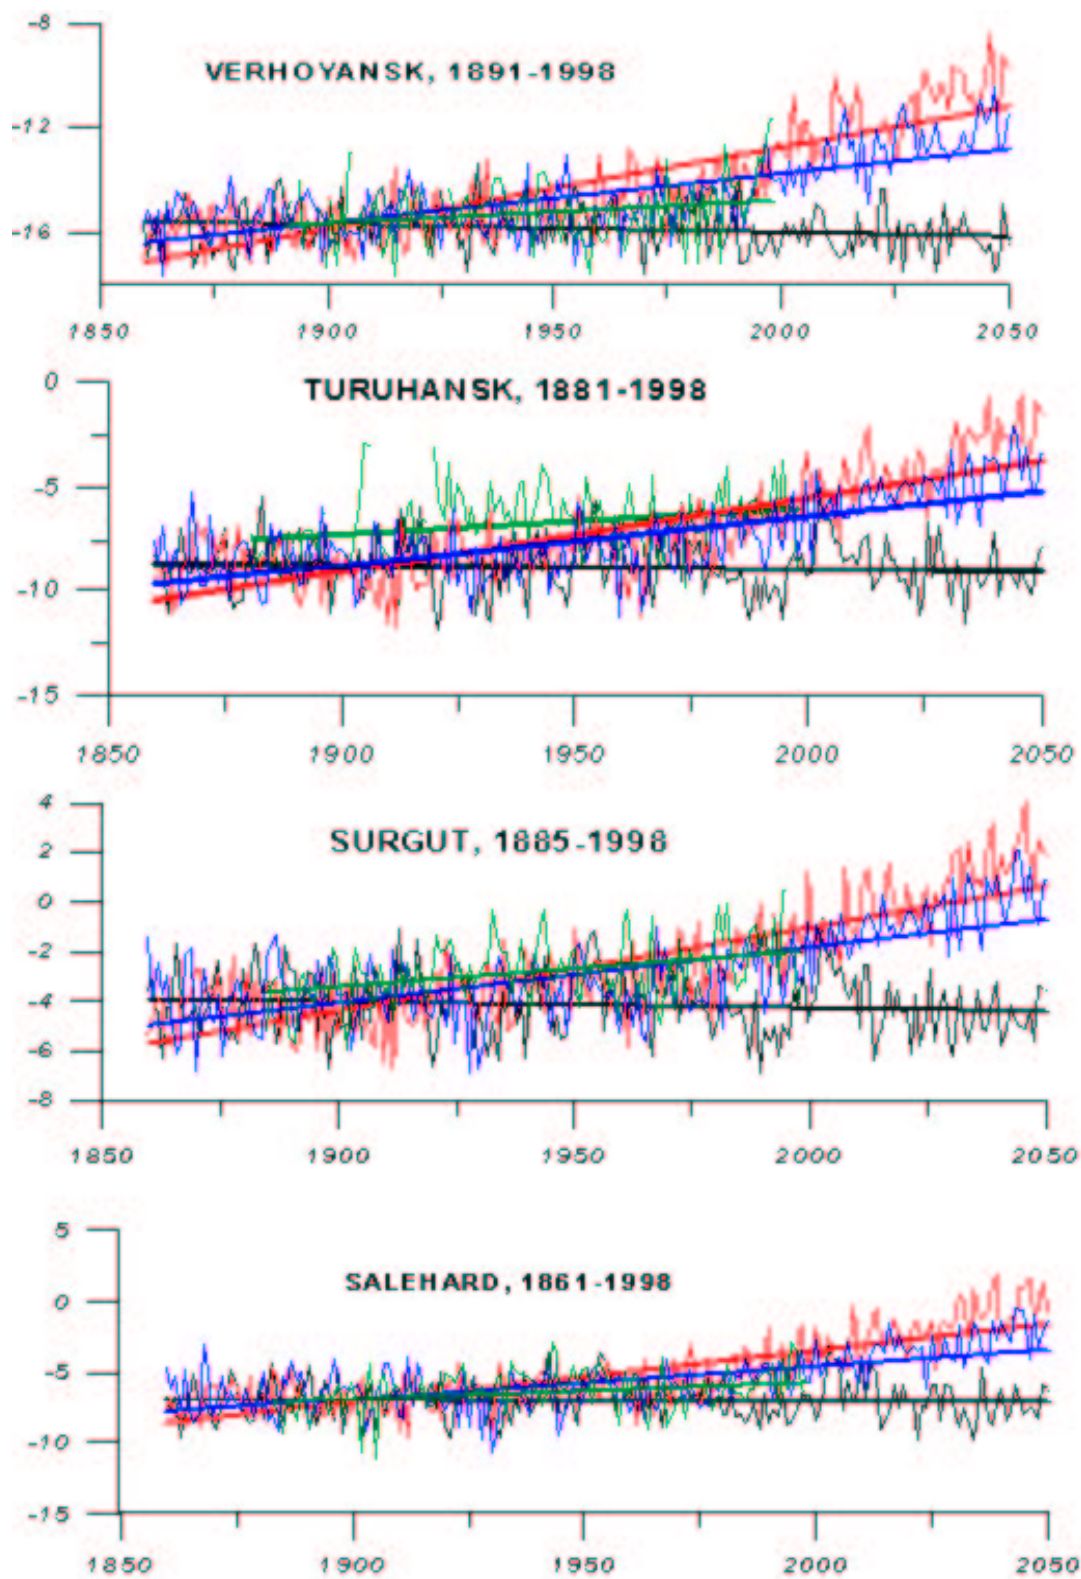 -8
VERHOYANSK, 1891-1998
-12
-16
1850 1900 1950 2000 2050
0
TURUHANSK, 1881-1998
-5
-10
-15
1850 1900 1950 2000 2050
4
SURGUT, 1885-1998
2
0
-2
-4
-6
-8
1850 1900 1950 2000 2050
5
SALEHARD, 1861-1998
0
-5
-10
-15
1850 1900 1950 2000 2050